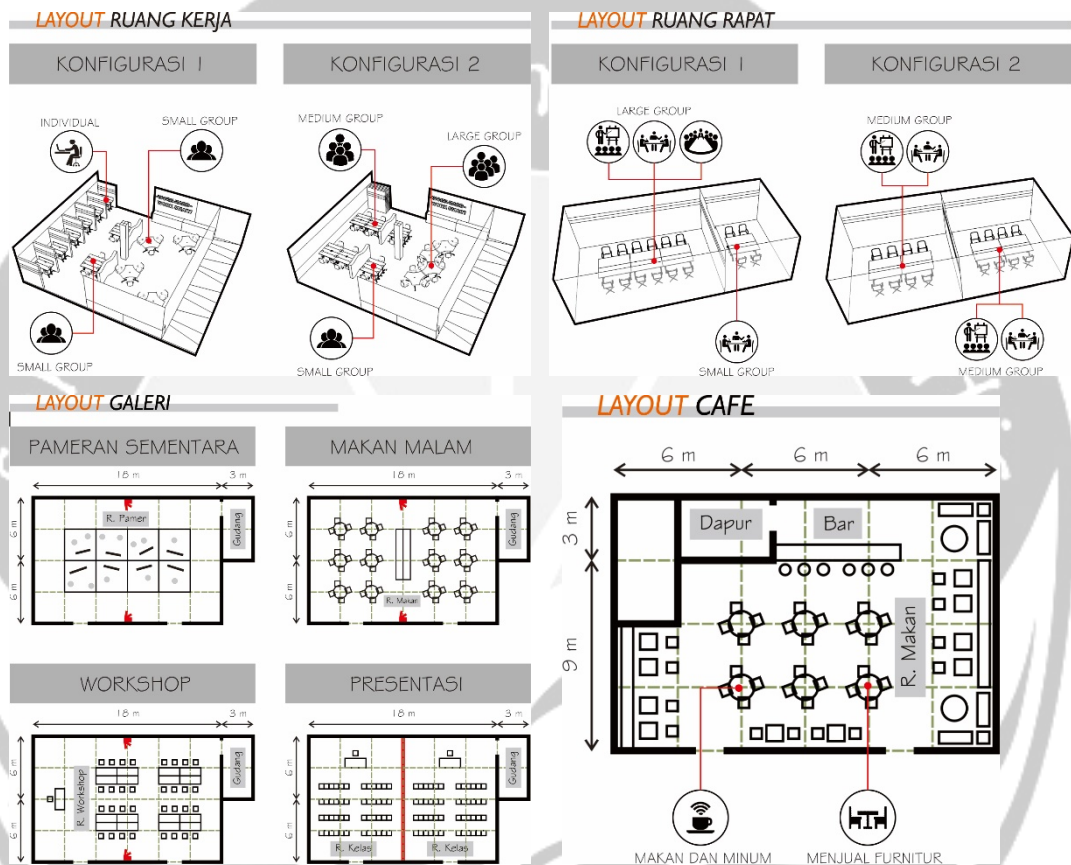 LAYOUT RUANG KERJA
KONFIGURASI 1
KONFIGURASI 2
INDIVIDUAL
SMALL GROUP
SMALL GROUP
MEDIUM GROUP
LARGE GROUP
SMALL GROUP
LAYOUT RUANG RAPAT
KONFIGURASI 1
KONFIGURASI 2
LARGE GROUP
SMALL GROUP
MEDIUM GROUP
MEDIUM GROUP
LAYOUT GALERI
PAMERAN SEMENTARA
18 m
3 m
6 m
6 m
R. Pamer
Gudang
MAKAN MALAM
18 m
3 m
6 m
6 m
R. Makan
Gudang
WORKSHOP
18 m
3 m
6 m
6 m
R. Workshop
Gudang
PRESENTASI
18 m
3 m
6 m
6 m
R. Kelas
R. Kelas
Gudang
LAYOUT CAFE
6 m
6 m
6 m
3 m
9 m
Dapur
Bar
R. Makan
MAKAN DAN MINUM
MENJUAL FURNITUR